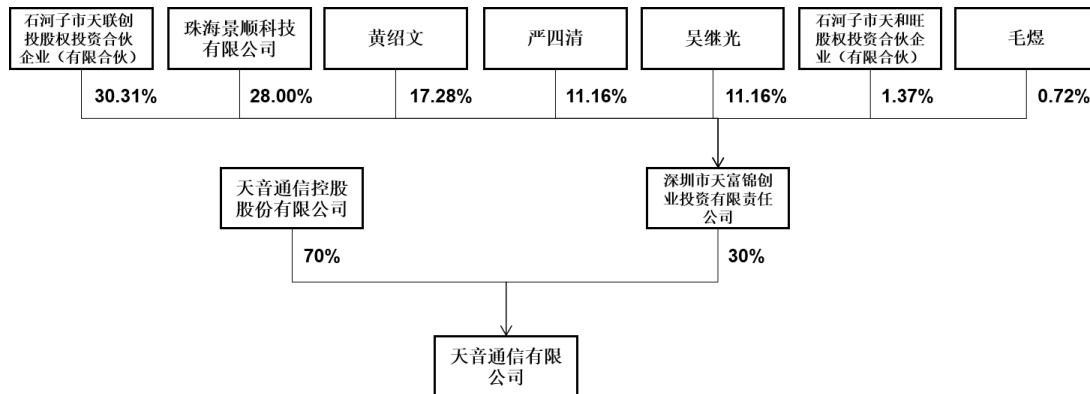 石河子市天联创
投股权投资合伙
企业（有限合伙）
珠海景顺科技
有限公司
黄绍文
严四清
吴继光
石河子市天和旺
股权投资合伙企
业（有限合伙）
毛煜
30.31%
28.00%
17.28%
11.16%
11.16%
1.37%
0.72%
天音通信控股
股份有限公司
深圳市天富锦创
业投资有限责任
公司
70%
30%
天音通信有限
公司